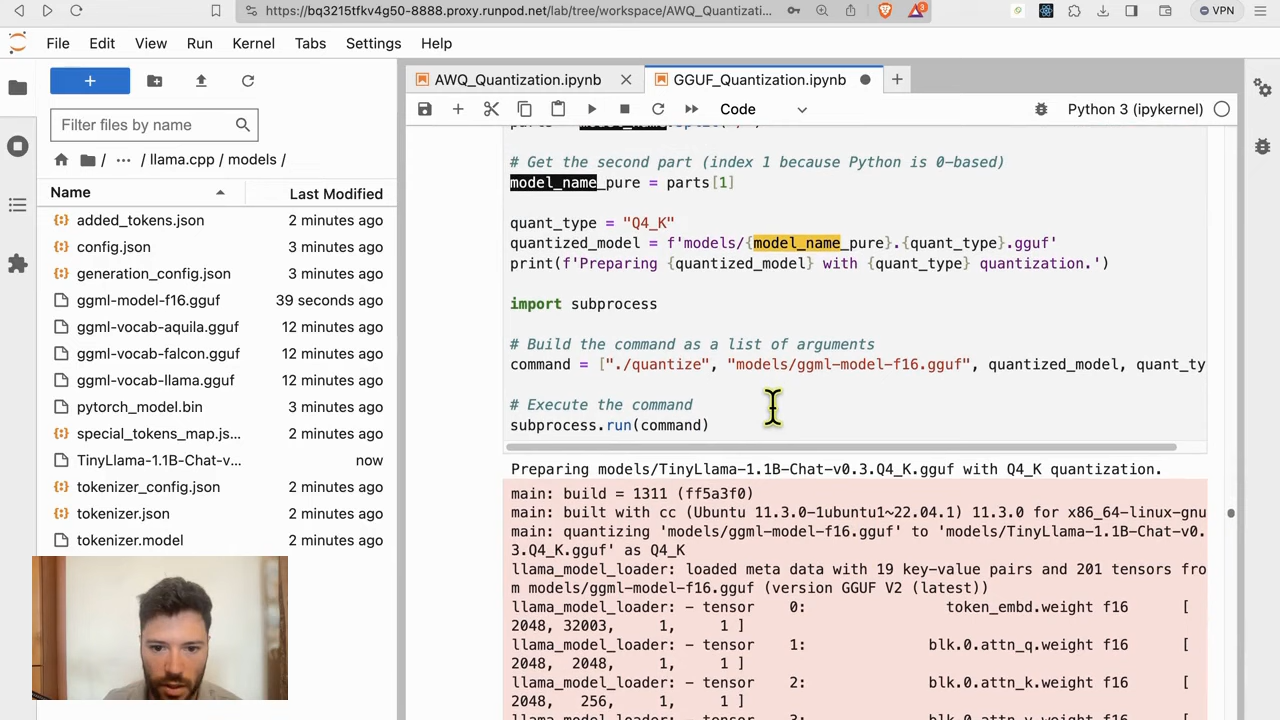 https://bq3215tfkv4g50-8888.proxy.runpod.net/lab/tree/workspace/AWQ_Quantizati...
3
VPN
File Edit View Run Kernel Tabs Settings Help
+
AWQ_Quantization.ipynb
GGUF_Quantization.ipynb
Filter files by name
Code
Python 3 (ipykernel)
/ ... / llama.cpp / models /
Name Last Modified
added_tokens.json 2 minutes ago
config.json 3 minutes ago
generation_config.json 2 minutes ago
ggml-model-f16.gguf 39 seconds ago
ggml-vocab-aquila.gguf 12 minutes ago
ggml-vocab-falcon.gguf 12 minutes ago
ggml-vocab-llama.gguf 12 minutes ago
pytorch_model.bin 3 minutes ago
special_tokens_map.js... 2 minutes ago
TinyLlama-1.1B-Chat-v... now
tokenizer_config.json 2 minutes ago
tokenizer.json 2 minutes ago
tokenizer.model 2 minutes ago
# Get the second part (index 1 because Python is 0-based)
model_name_pure = parts[1]
quant_type = "Q4_K"
quantized_model = f'models/{model_name_pure}.{quant_type}.gguf'
print(f'Preparing {quantized_model} with {quant_type} quantization.')
import subprocess
# Build the command as a list of arguments
command = ["./quantize", "models/ggml-model-f16.gguf", quantized_model, quant_ty
# Execute the command
subprocess.run(command)
Preparing models/TinyLlama-1.1B-Chat-v0.3.Q4_K.gguf with Q4_K quantization.
main: build = 1311 (ff5a3f0)
main: built with cc (Ubuntu 11.3.0-1ubuntu1~22.04.1) 11.3.0 for x86_64-linux-gnu
main: quantizing 'models/ggml-model-f16.gguf' to 'models/TinyLlama-1.1B-Chat-v0.
3.Q4_K.gguf' as Q4_K
llama_model_loader: loaded meta data with 19 key-value pairs and 201 tensors fro
m models/ggml-model-f16.gguf (version GGUF V2 (latest))
llama_model_loader: - tensor 0: token_embd.weight f16 [
2048, 32003, 1, 1 ]
llama_model_loader: - tensor 1: blk.0.attn_q.weight f16 [
2048, 2048, 1, 1 ]
llama_model_loader: - tensor 2: blk.0.attn_k.weight f16 [
2048, 256, 1, 1 ]